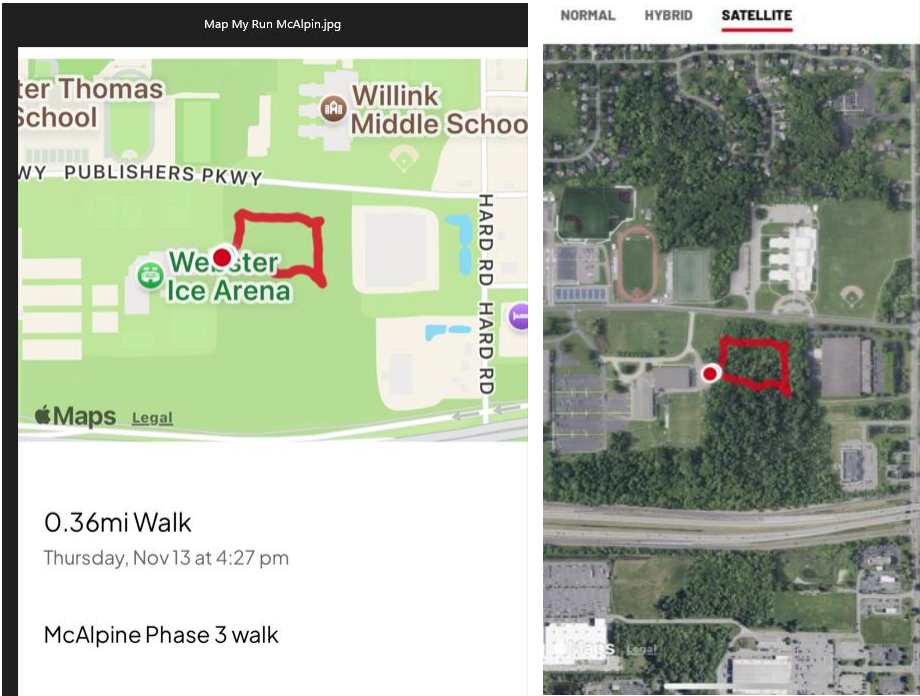 Map My Run McAlpin.jpg
ter Thomas
School
Willink
Middle Schoo
WY PUBLISHERS PKWY
HARD RD HARD RD
Webster
Ice Arena
Maps Legal
0.36mi Walk
Thursday, Nov 13 at 4:27 pm
McAlpine Phase 3 walk
NORMAL HYBRID SATELLITE
Maps Legal